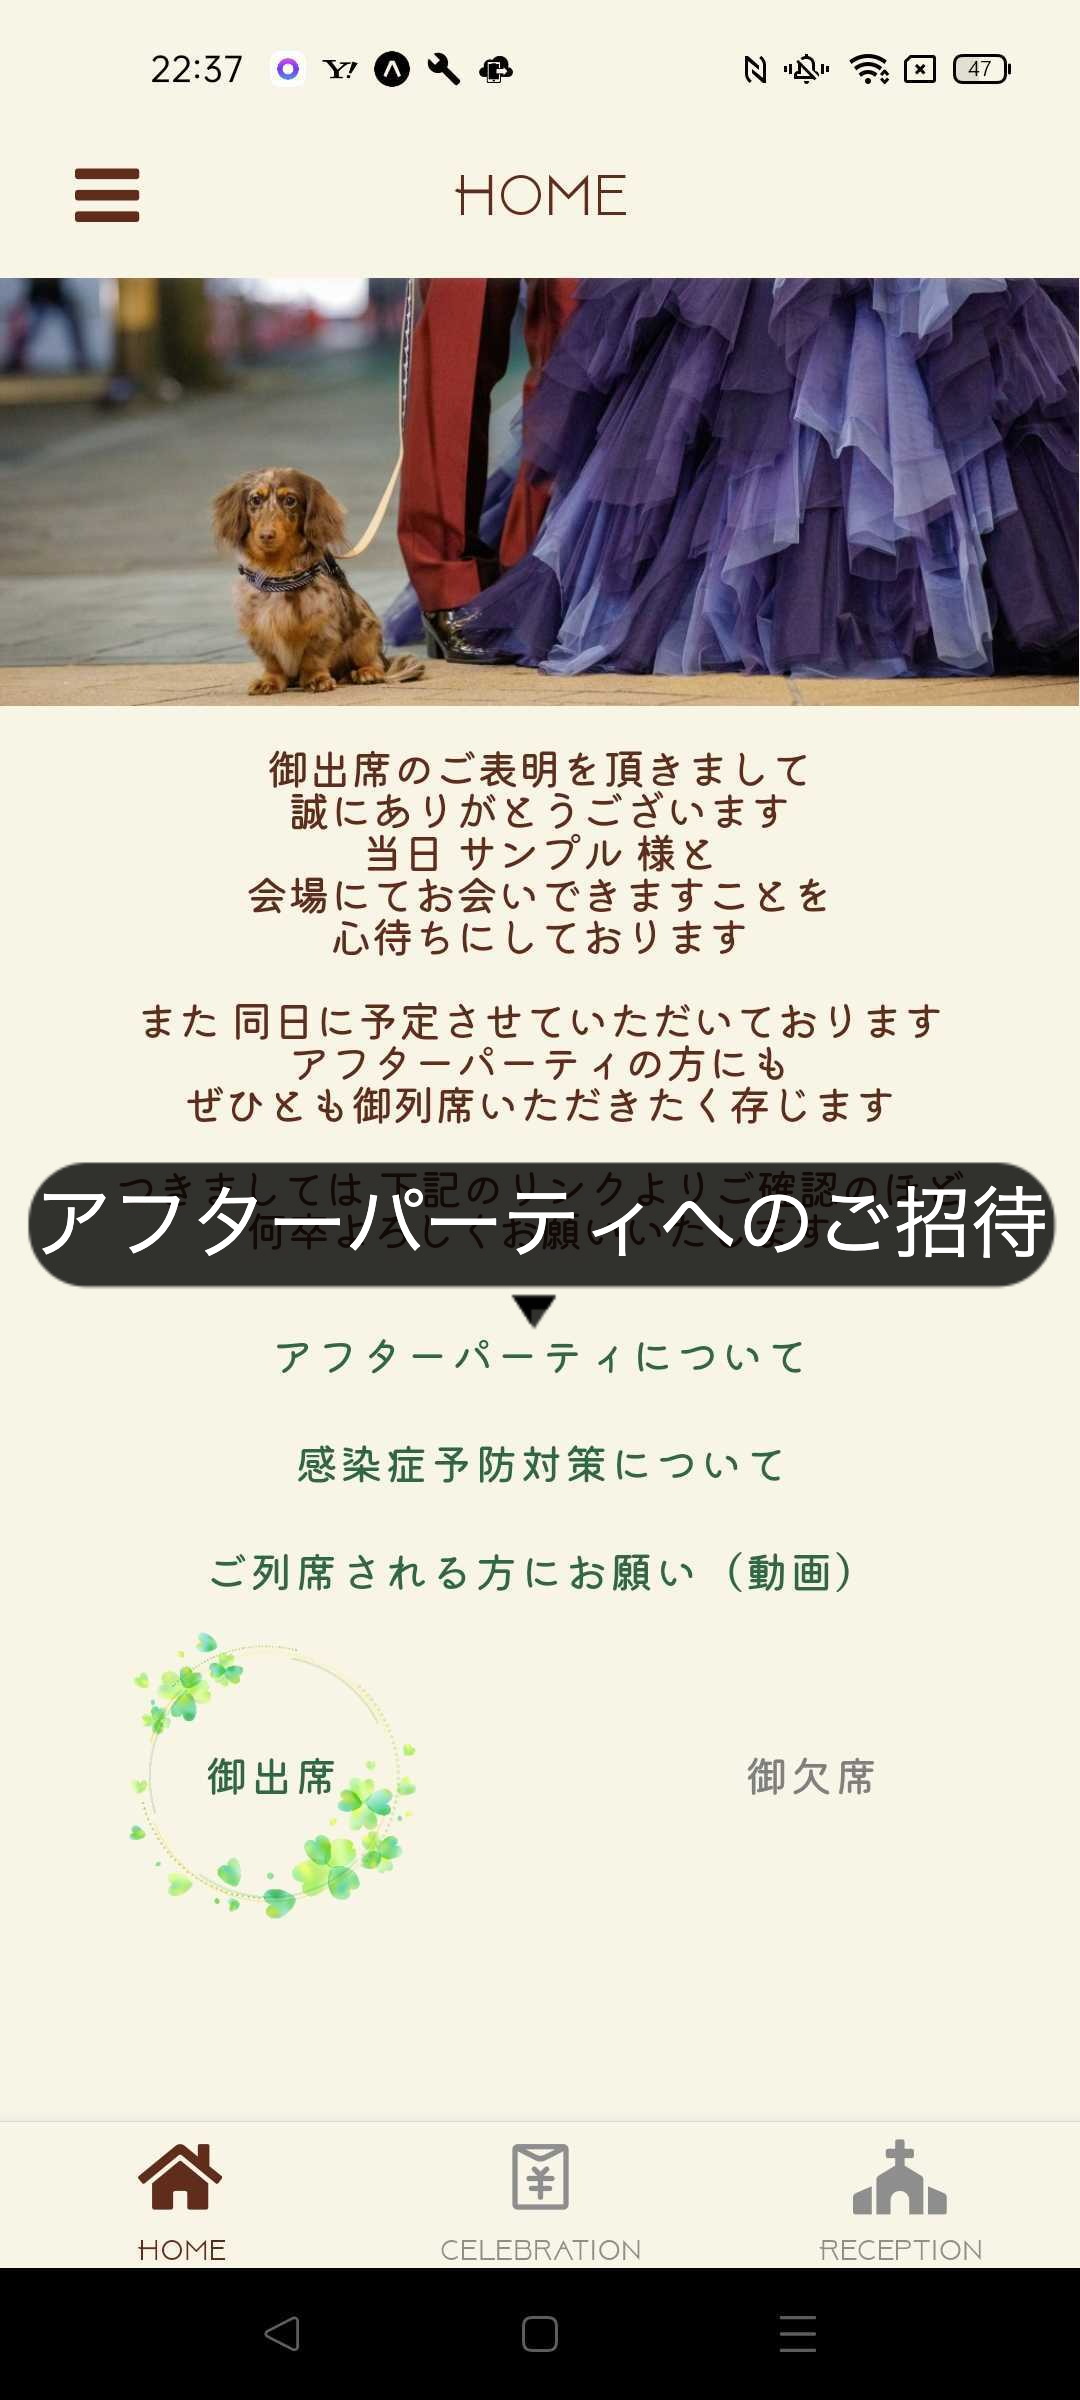 22:37
47
HOME
御出席のご表明を頂きまして
誠にありがとうございます
当日 サンプル 様と
会場にてお会いできますことを
心待ちにしております
また 同日に予定させていただいております
アフターパーティの方にも
ぜひとも御列席いただきたく存じます
つきましては 下記のリンクよりご確認のほど
何卒よろしくお願いいたします
アフターパーティへのご招待
アフターパーティについて
感染症予防対策について
ご列席される方にお願い（動画）
御出席
御欠席
HOME
CELEBRATION
RECEPTION